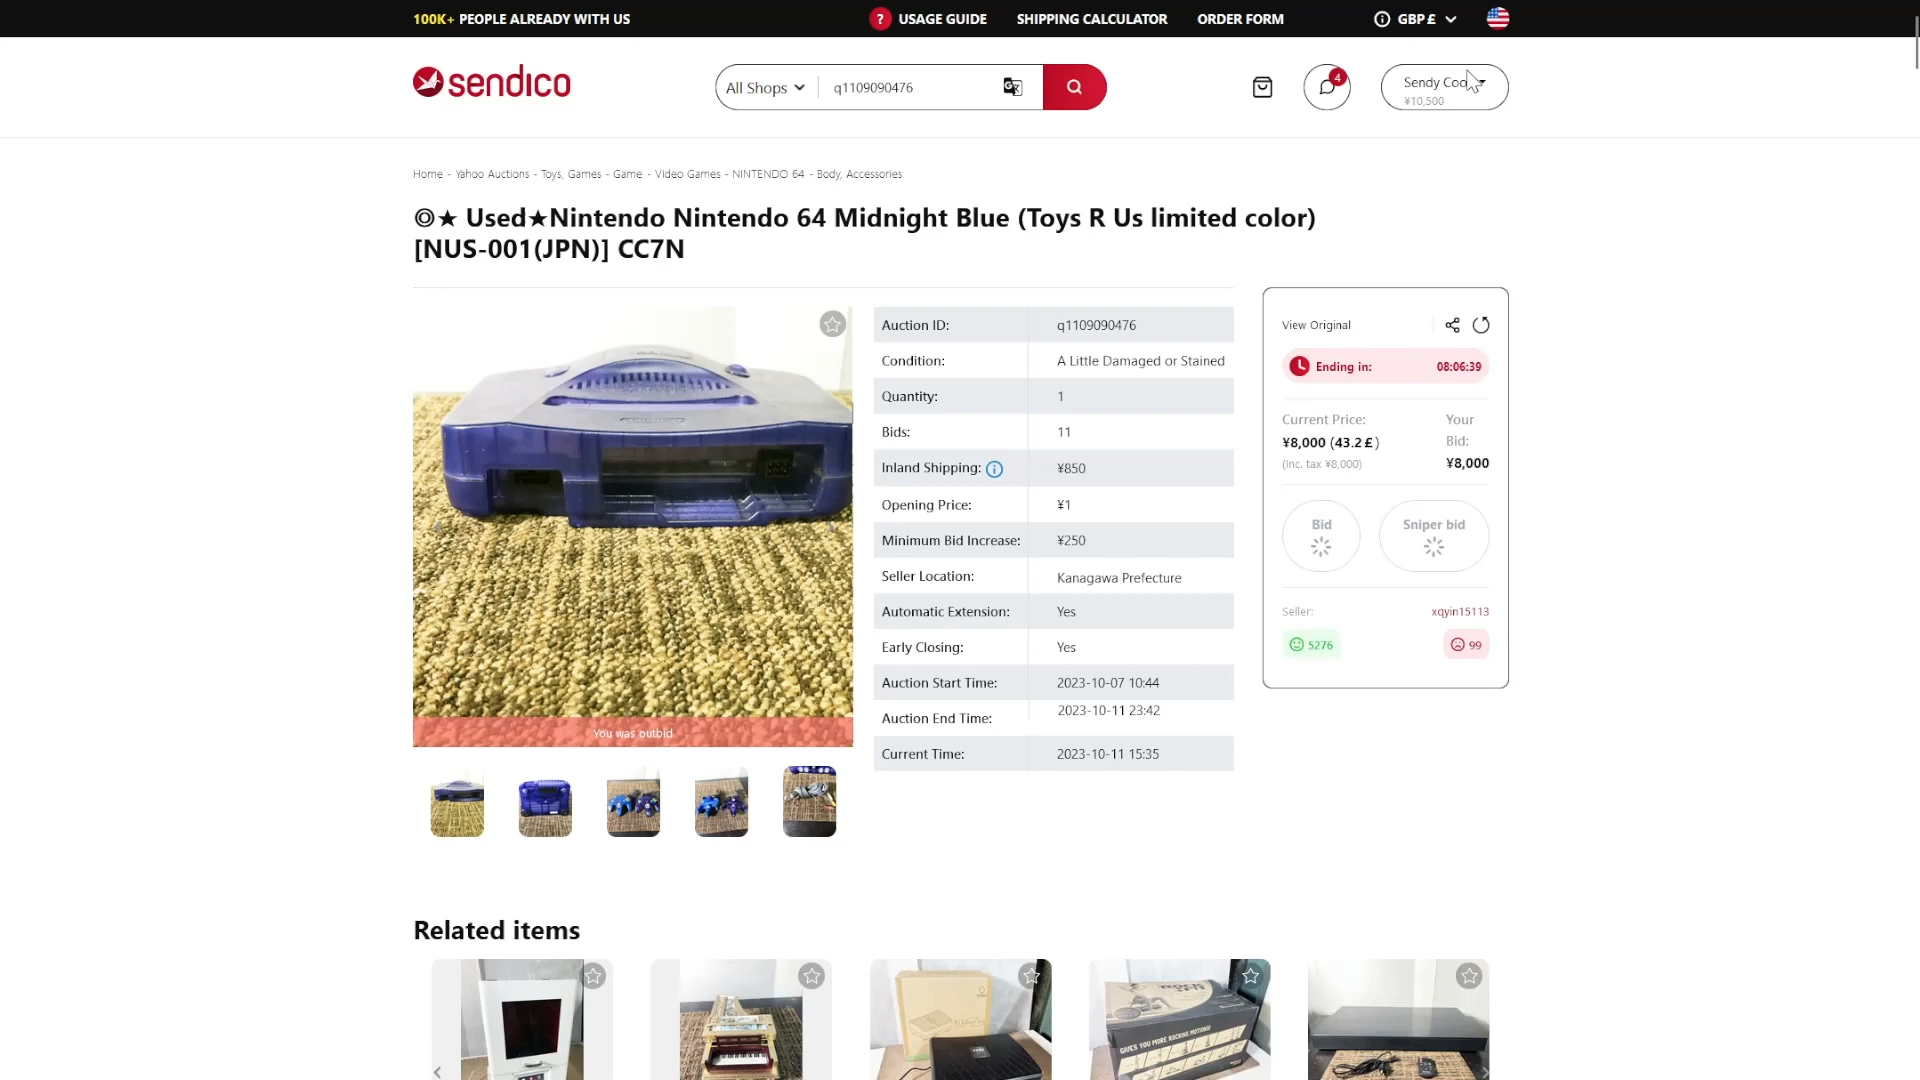 100K+ PEOPLE ALREADY WITH US
? USAGE GUIDE
SHIPPING CALCULATOR
ORDER FORM
GBP £
sendico
All Shops
q1109090476
4
Sendy Coo
¥10,500
Home - Yahoo Auctions - Toys, Games - Game - Video Games - NINTENDO 64 - Body, Accessories
◎★ Used★Nintendo Nintendo 64 Midnight Blue (Toys R Us limited color)
[NUS-001(JPN)] CC7N
You was outbid
Auction ID: q1109090476
Condition: A Little Damaged or Stained
Quantity: 1
Bids: 11
Inland Shipping: ¥850
Opening Price: ¥1
Minimum Bid Increase: ¥250
Seller Location: Kanagawa Prefecture
Automatic Extension: Yes
Early Closing: Yes
Auction Start Time: 2023-10-07 10:44
Auction End Time: 2023-10-11 23:42
Current Time: 2023-10-11 15:35
View Original
Ending in: 08:06:39
Current Price:
¥8,000 (43.2 £)
(Inc. tax ¥8,000)
Your
Bid:
¥8,000
Bid
Sniper bid
Seller: xqyin15113
5276
99
Related items
GIVES YOU MORE ROCKING MOTION!